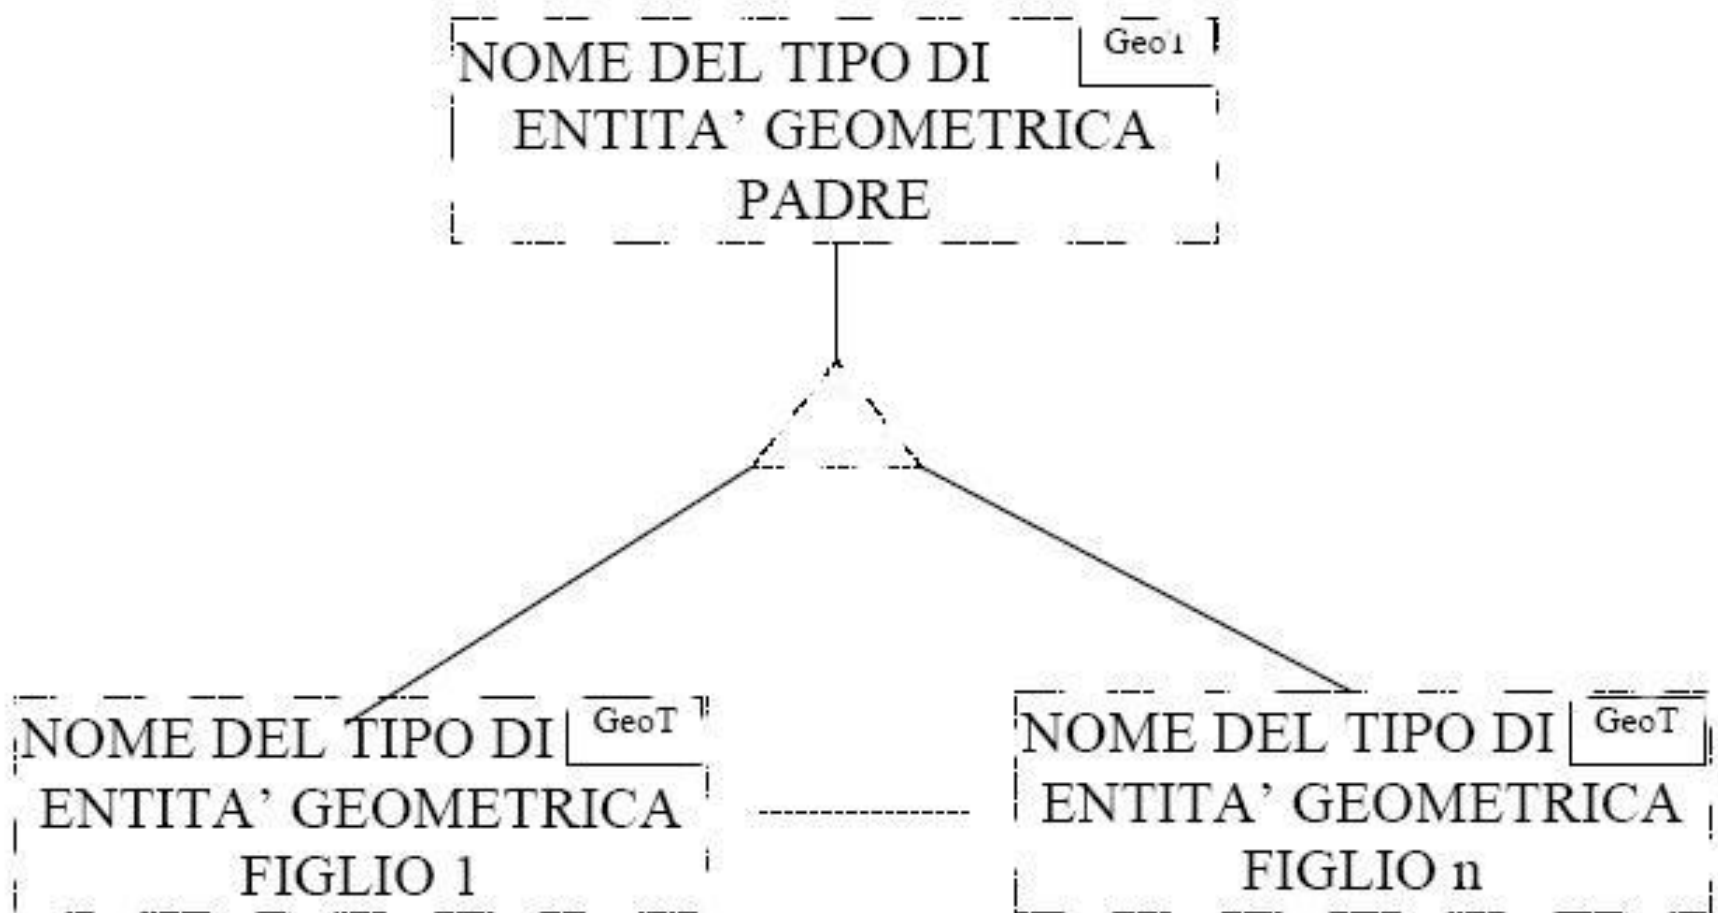 NOME DEL TIPO DI
GeoT
ENTITA' GEOMETRICA
PADRE
NOME DEL TIPO DI
GeoT
ENTITA' GEOMETRICA
FIGLIO 1
NOME DEL TIPO DI
GeoT
ENTITA' GEOMETRICA
FIGLIO n